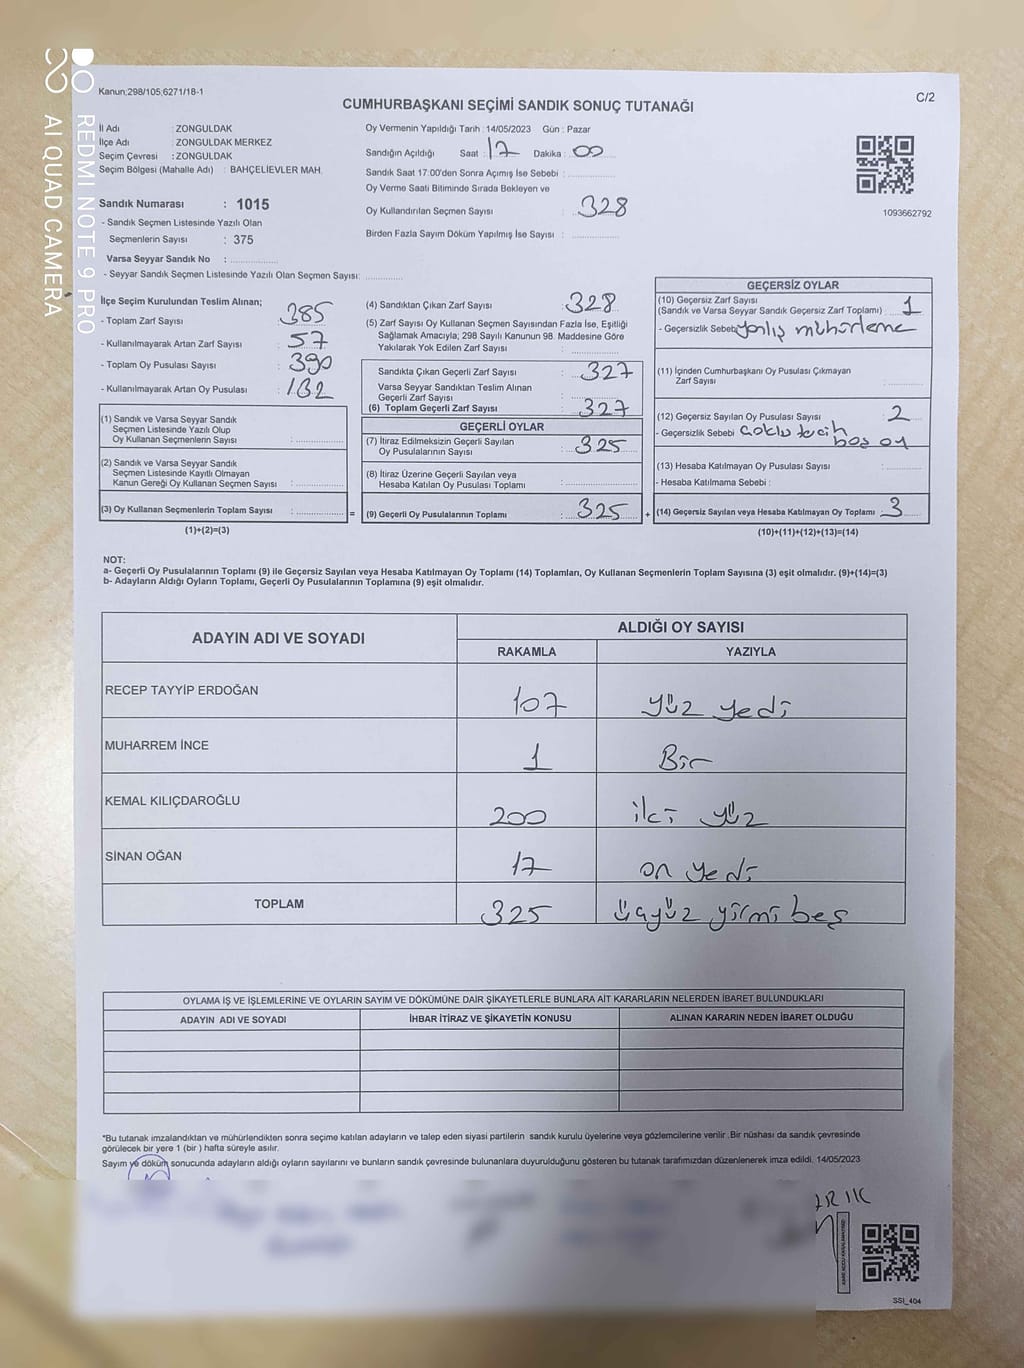 Kanun;298/105;6271/18-1
C/2
CUMHURBAŞKANI SEÇİMİ SANDIK SONUÇ TUTANAĞI
İl Adı : ZONGULDAK
İlçe Adı : ZONGULDAK MERKEZ
Seçim Çevresi : ZONGULDAK
Seçim Bölgesi (Mahalle Adı) : BAHÇELİEVLER MAH.
Sandık Numarası : 1015
- Sandık Seçmen Listesinde Yazılı Olan
Seçmenlerin Sayısı : 375
Varsa Seyyar Sandık No :
- Seyyar Sandık Seçmen Listesinde Yazılı Olan Seçmen Sayısı:
Oy Vermenin Yapıldığı Tarih : 14/05/2023 Gün : Pazar
Sandığın Açıldığı Saat : 17 Dakika : 00
Sandık Saat 17:00'den Sonra Açımış İse Sebebi :
Oy Verme Saati Bitiminde Sırada Bekleyen ve
Oy Kullandırılan Seçmen Sayısı : 328
Birden Fazla Sayım Döküm Yapılmış İse Sayısı :
1093662792
İlçe Seçim Kurulundan Teslim Alınan;
- Toplam Zarf Sayısı : 385
- Kullanılmayarak Artan Zarf Sayısı : 57
- Toplam Oy Pusulası Sayısı : 390
- Kullanılmayarak Artan Oy Pusulası :
(1) Sandık ve Varsa Seyyar Sandık
Seçmen Listesinde Yazılı Olup
Oy Kullanan Seçmenlerin Sayısı :
(2) Sandık ve Varsa Seyyar Sandık
Seçmen Listesinde Kayıtlı Olmayan
Kanun Gereği Oy Kullanan Seçmen Sayısı :
(3) Oy Kullanan Seçmenlerin Toplam Sayısı :
(1)+(2)=(3)
(4) Sandıktan Çıkan Zarf Sayısı : 328
(5) Zarf Sayısı Oy Kullanan Seçmen Sayısından Fazla İse, Eşitliği
Sağlamak Amacıyla; 298 Sayılı Kanunun 98. Maddesine Göre
Yakılarak Yok Edilen Zarf Sayısı :
Sandıkta Çıkan Geçerli Zarf Sayısı : 327
Varsa Seyyar Sandıktan Teslim Alınan
Geçerli Zarf Sayısı :
(6) Toplam Geçerli Zarf Sayısı : 327
GEÇERLİ OYLAR
(7) İtiraz Edilmeksizin Geçerli Sayılan
Oy Pusulalarının Sayısı : 325
(8) İtiraz Üzerine Geçerli Sayılan veya
Hesaba Katılan Oy Pusulası Toplamı :
= (9) Geçerli Oy Pusulalarının Toplamı : 325
GEÇERSİZ OYLAR
(10) Geçersiz Zarf Sayısı
(Sandık ve Varsa Seyyar Sandık Geçersiz Zarf Toplamı) : 1
- Geçersizlik Sebebi : yanlış mühürleme
(11) İçinden Cumhurbaşkanı Oy Pusulası Çıkmayan
Zarf Sayısı :
(12) Geçersiz Sayılan Oy Pusulası Sayısı : 2
- Geçersizlik Sebebi boş oy
(13) Hesaba Katılmayan Oy Pusulası Sayısı :
- Hesaba Katılmama Sebebi :
+ (14) Geçersiz Sayılan veya Hesaba Katılmayan Oy Toplamı : 3
(10)+(11)+(12)+(13)=(14)
NOT:
a- Geçerli Oy Pusulalarının Toplamı (9) ile Geçersiz Sayılan veya Hesaba Katılmayan Oy Toplamı (14) Toplamları, Oy Kullanan Seçmenlerin Toplam Sayısına (3) eşit olmalıdır. (9)+(14)=(3)
b- Adayların Aldığı Oyların Toplamı, Geçerli Oy Pusulalarının Toplamına (9) eşit olmalıdır.
ADAYIN ADI VE SOYADI
ALDIĞI OY SAYISI
RAKAMLA YAZIYLA
RECEP TAYYİP ERDOĞAN 107 yüz yedi
MUHARREM İNCE 1 Bir
KEMAL KILIÇDAROĞLU 200 iki yüz
SİNAN OĞAN 17 on yedi
TOPLAM 325 üçyüz yirmi beş
OYLAMA İŞ VE İŞLEMLERİNE VE OYLARIN SAYIM VE DÖKÜMÜNE DAİR ŞİKAYETLERLE BUNLARA AİT KARARLARIN NELERDEN İBARET BULUNDUKLARI
ADAYIN ADI VE SOYADI İHBAR İTİRAZ VE ŞİKAYETİN KONUSU ALINAN KARARIN NEDEN İBARET OLDUĞU
*Bu tutanak imzalandıktan ve mühürlendikten sonra seçime katılan adayların ve talep eden siyasi partilerin sandık kurulu üyelerine veya gözlemcilerine verilir .Bir nüshası da sandık çevresinde
görülecek bir yere 1 (bir ) hafta süreyle asılır.
Sayım ve döküm sonucunda adayların aldığı oyların sayılarını ve bunların sandık çevresinde bulunanlara duyurulduğunu gösteren bu tutanak tarafımızdan düzenlenerek imza edildi. 14/05/2023
SSI_404
REDMI NOTE 9 PRO
AI QUAD CAMERA